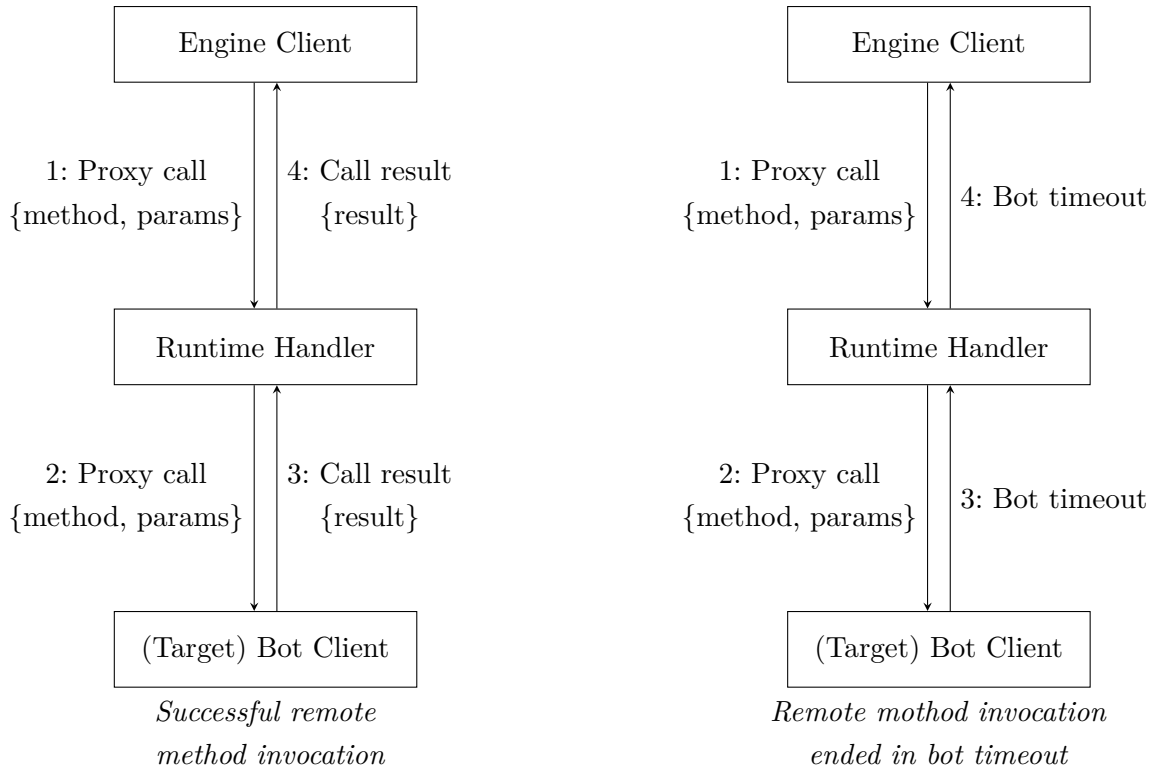 Engine Client
1: Proxy call
{method, params}
4: Call result
{result}
Runtime Handler
2: Proxy call
{method, params}
3: Call result
{result}
(Target) Bot Client
Successful remote
method invocation
Engine Client
1: Proxy call
{method, params}
4: Bot timeout
Runtime Handler
2: Proxy call
{method, params}
3: Bot timeout
(Target) Bot Client
Remote mothod invocation
ended in bot timeout